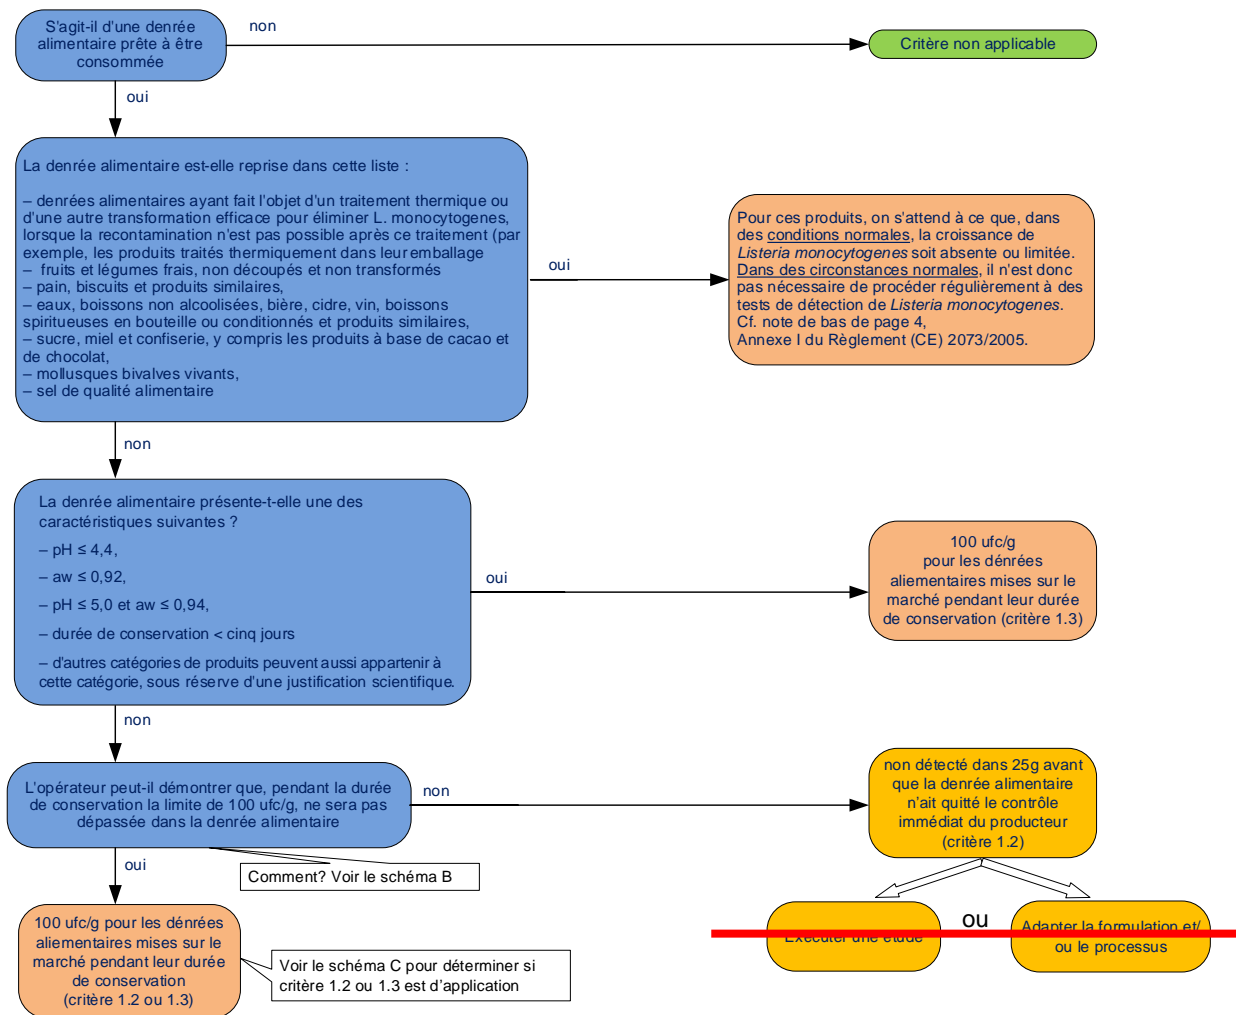 S'agit-il d'une denrée
alimentaire prête à être
consommée
non
Critère non applicable
oui
La denrée alimentaire est-elle reprise dans cette liste :
– denrées alimentaires ayant fait l'objet d'un traitement thermique ou
d'une autre transformation efficace pour éliminer L. monocytogenes,
lorsque la recontamination n'est pas possible après ce traitement (par
exemple, les produits traités thermiquement dans leur emballage
– fruits et légumes frais, non découpés et non transformés
– pain, biscuits et produits similaires,
– eaux, boissons non alcoolisées, bière, cidre, vin, boissons
spiritueuses en bouteille ou conditionnés et produits similaires,
– sucre, miel et confiserie, y compris les produits à base de cacao et
de chocolat,
– mollusques bivalves vivants,
– sel de qualité alimentaire
oui
Pour ces produits, on s'attend à ce que, dans
des conditions normales, la croissance de
Listeria monocytogenes soit absente ou limitée.
Dans des circonstances normales, il n'est donc
pas nécessaire de procéder régulièrement à des
tests de détection de Listeria monocytogenes.
Cf. note de bas de page 4,
Annexe I du Règlement (CE) 2073/2005.
non
La denrée alimentaire présente-t-elle une des
caractéristiques suivantes ?
– pH ≤ 4,4,
– aw ≤ 0,92,
– pH ≤ 5,0 et aw ≤ 0,94,
– durée de conservation < cinq jours
– d'autres catégories de produits peuvent aussi appartenir à
cette catégorie, sous réserve d'une justification scientifique.
oui
100 ufc/g
pour les dénrées
aliementaires mises sur le
marché pendant leur durée
de conservation (critère 1.3)
non
L'opérateur peut-il démontrer que, pendant la durée
de conservation la limite de 100 ufc/g, ne sera pas
dépassée dans la denrée alimentaire
non
non détecté dans 25g avant
que la denrée alimentaire
n'ait quitté le contrôle
immédiat du producteur
(critère 1.2)
oui
Comment? Voir le schéma B
100 ufc/g pour les dénrées
aliementaires mises sur le
marché pendant leur durée
de conservation
(critère 1.2 ou 1.3)
Voir le schéma C pour déterminer si
critère 1.2 ou 1.3 est d'application
Exécuter une étude
ou
Adapter la formulation et/
ou le processus